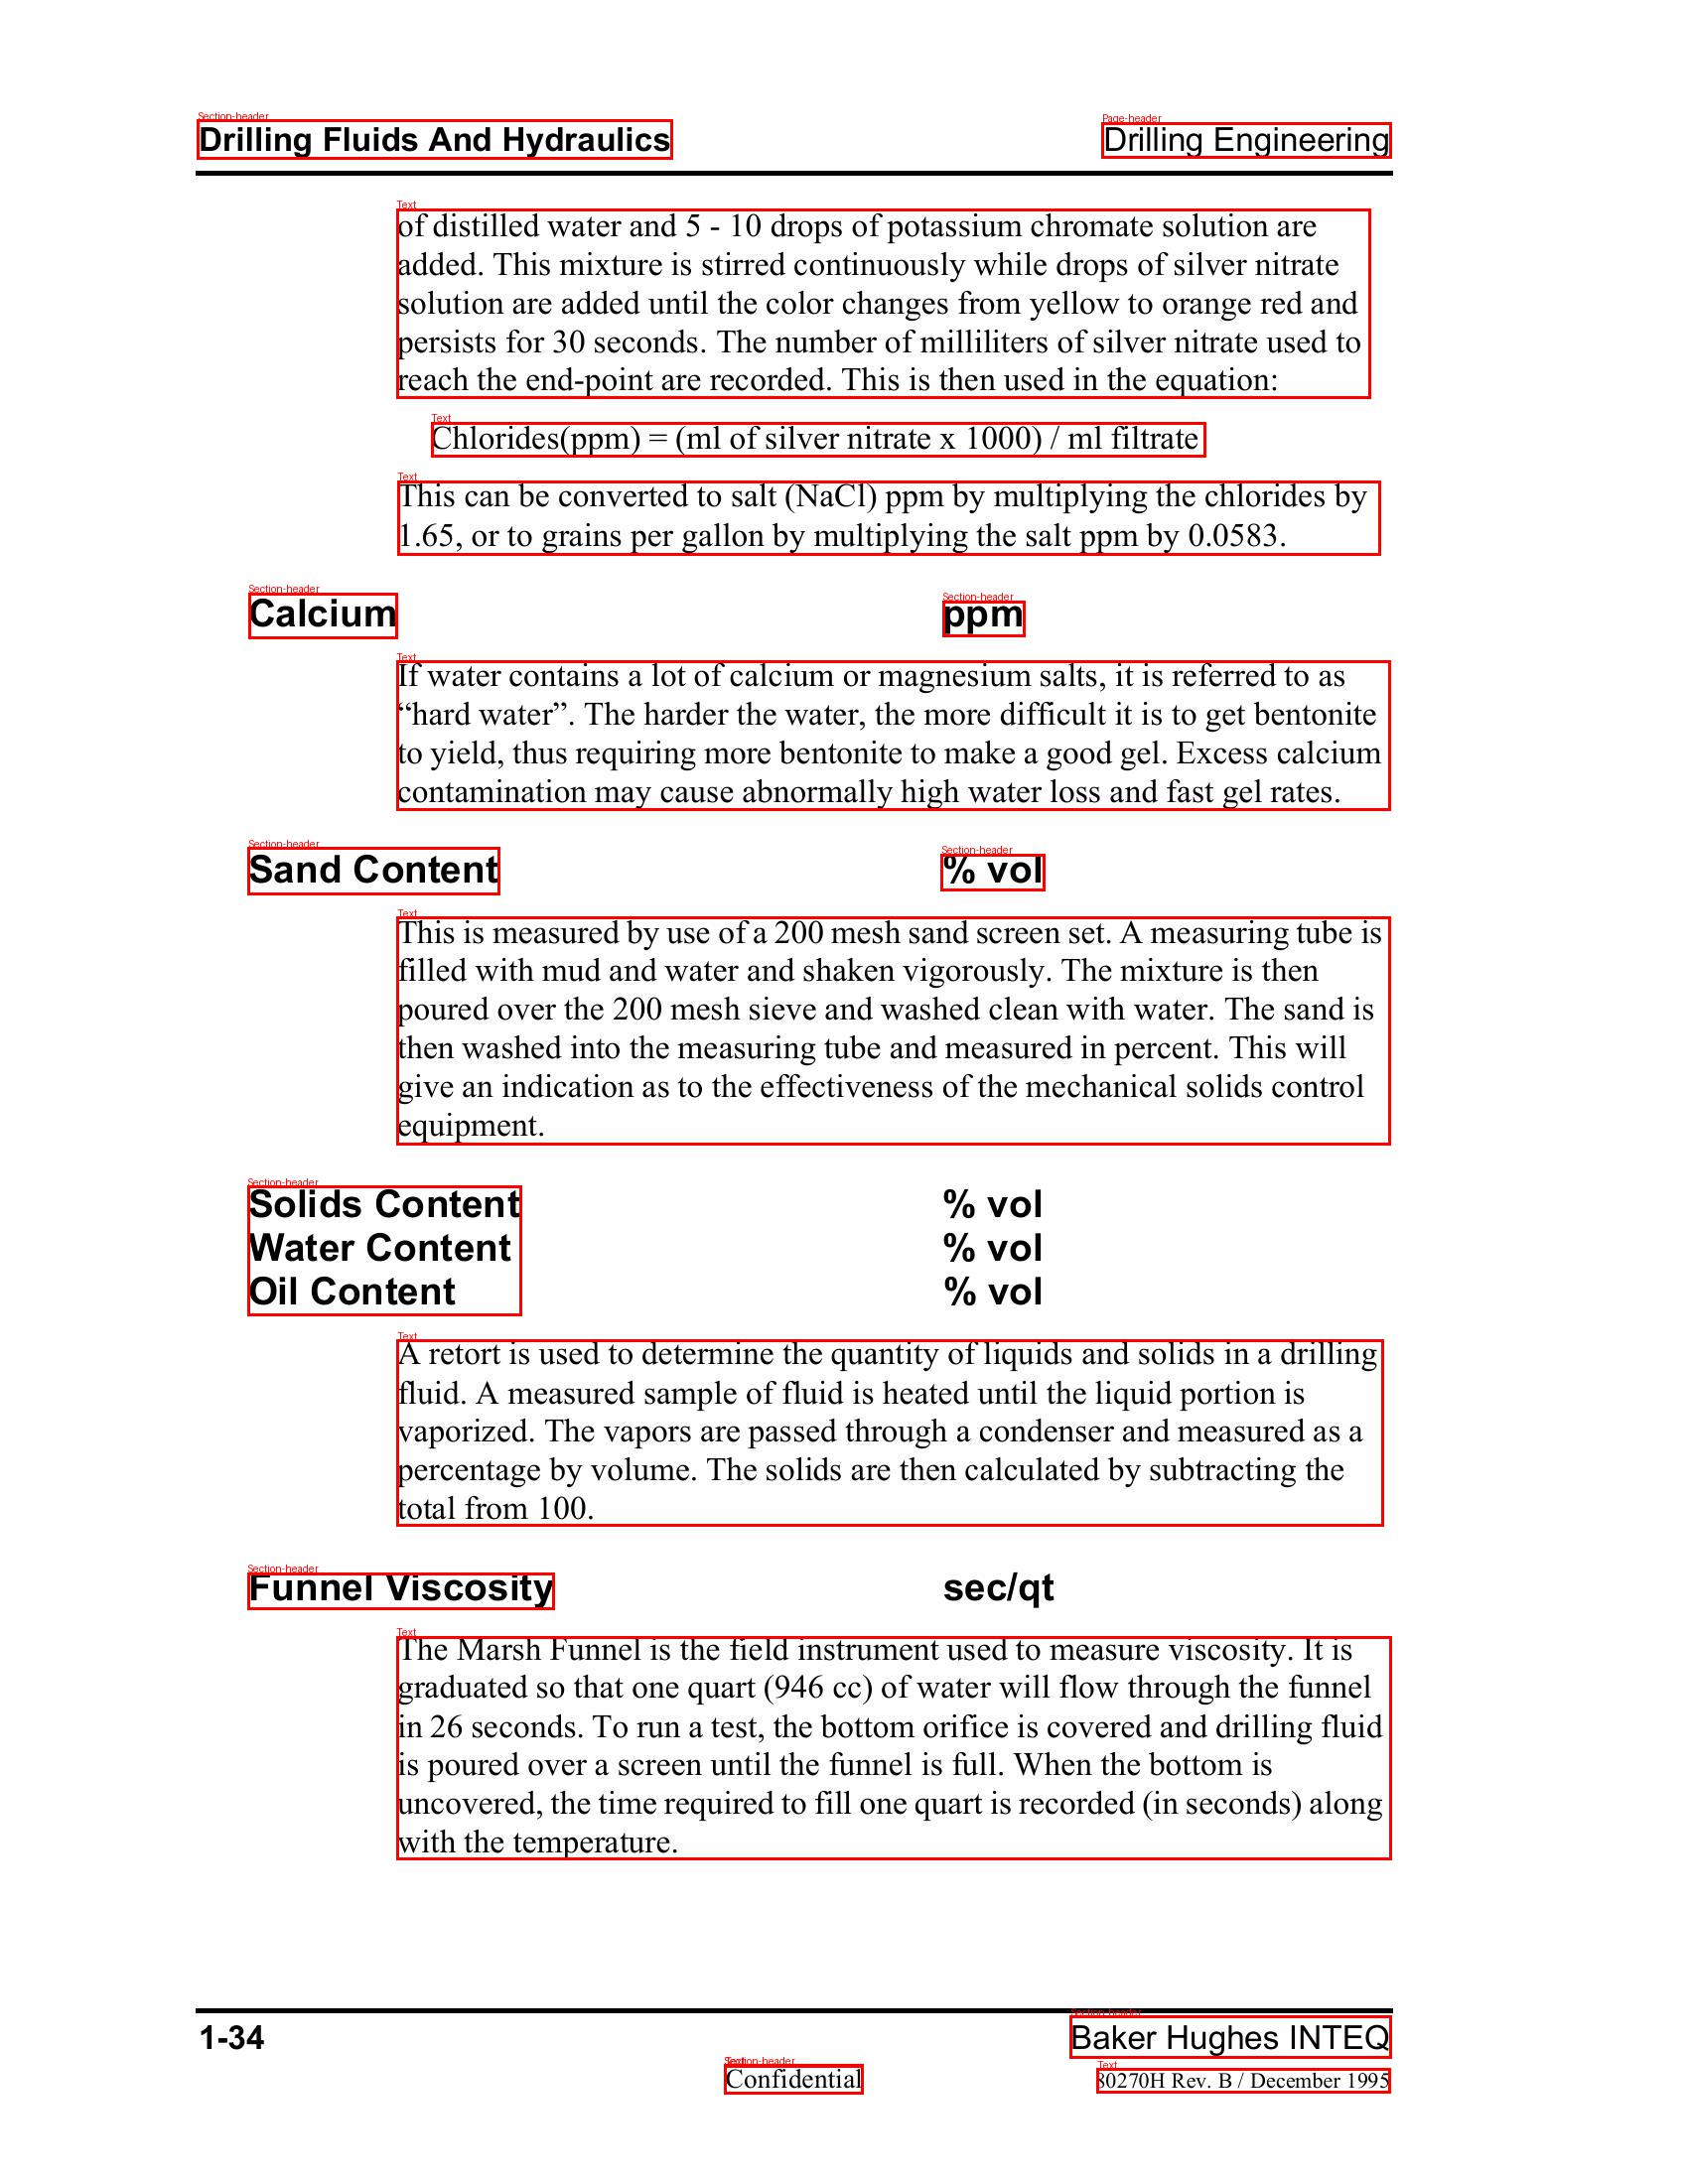 Drilling Fluids And Hydraulics Drilling Engineering
of distilled water and 5 - 10 drops of potassium chromate solution are
added. This mixture is stirred continuously while drops of silver nitrate
solution are added until the color changes from yellow to orange red and
persists for 30 seconds. The number of milliliters of silver nitrate used to
reach the end-point are recorded. This is then used in the equation:
Chlorides(ppm) = (ml of silver nitrate x 1000) / ml filtrate
This can be converted to salt (NaCl) ppm by multiplying the chlorides by
1.65, or to grains per gallon by multiplying the salt ppm by 0.0583.
Calcium ppm
If water contains a lot of calcium or magnesium salts, it is referred to as
“hard water”. The harder the water, the more difficult it is to get bentonite
to yield, thus requiring more bentonite to make a good gel. Excess calcium
contamination may cause abnormally high water loss and fast gel rates.
Sand Content % vol
This is measured by use of a 200 mesh sand screen set. A measuring tube is
filled with mud and water and shaken vigorously. The mixture is then
poured over the 200 mesh sieve and washed clean with water. The sand is
then washed into the measuring tube and measured in percent. This will
give an indication as to the effectiveness of the mechanical solids control
equipment.
Solids Content % vol
Water Content % vol
Oil Content % vol
A retort is used to determine the quantity of liquids and solids in a drilling
fluid. A measured sample of fluid is heated until the liquid portion is
vaporized. The vapors are passed through a condenser and measured as a
percentage by volume. The solids are then calculated by subtracting the
total from 100.
Funnel Viscosity sec/qt
The Marsh Funnel is the field instrument used to measure viscosity. It is
graduated so that one quart (946 cc) of water will flow through the funnel
in 26 seconds. To run a test, the bottom orifice is covered and drilling fluid
is poured over a screen until the funnel is full. When the bottom is
uncovered, the time required to fill one quart is recorded (in seconds) along
with the temperature.
1-34 Baker Hughes INTEQ
Confidential 80270H Rev. B / December 1995